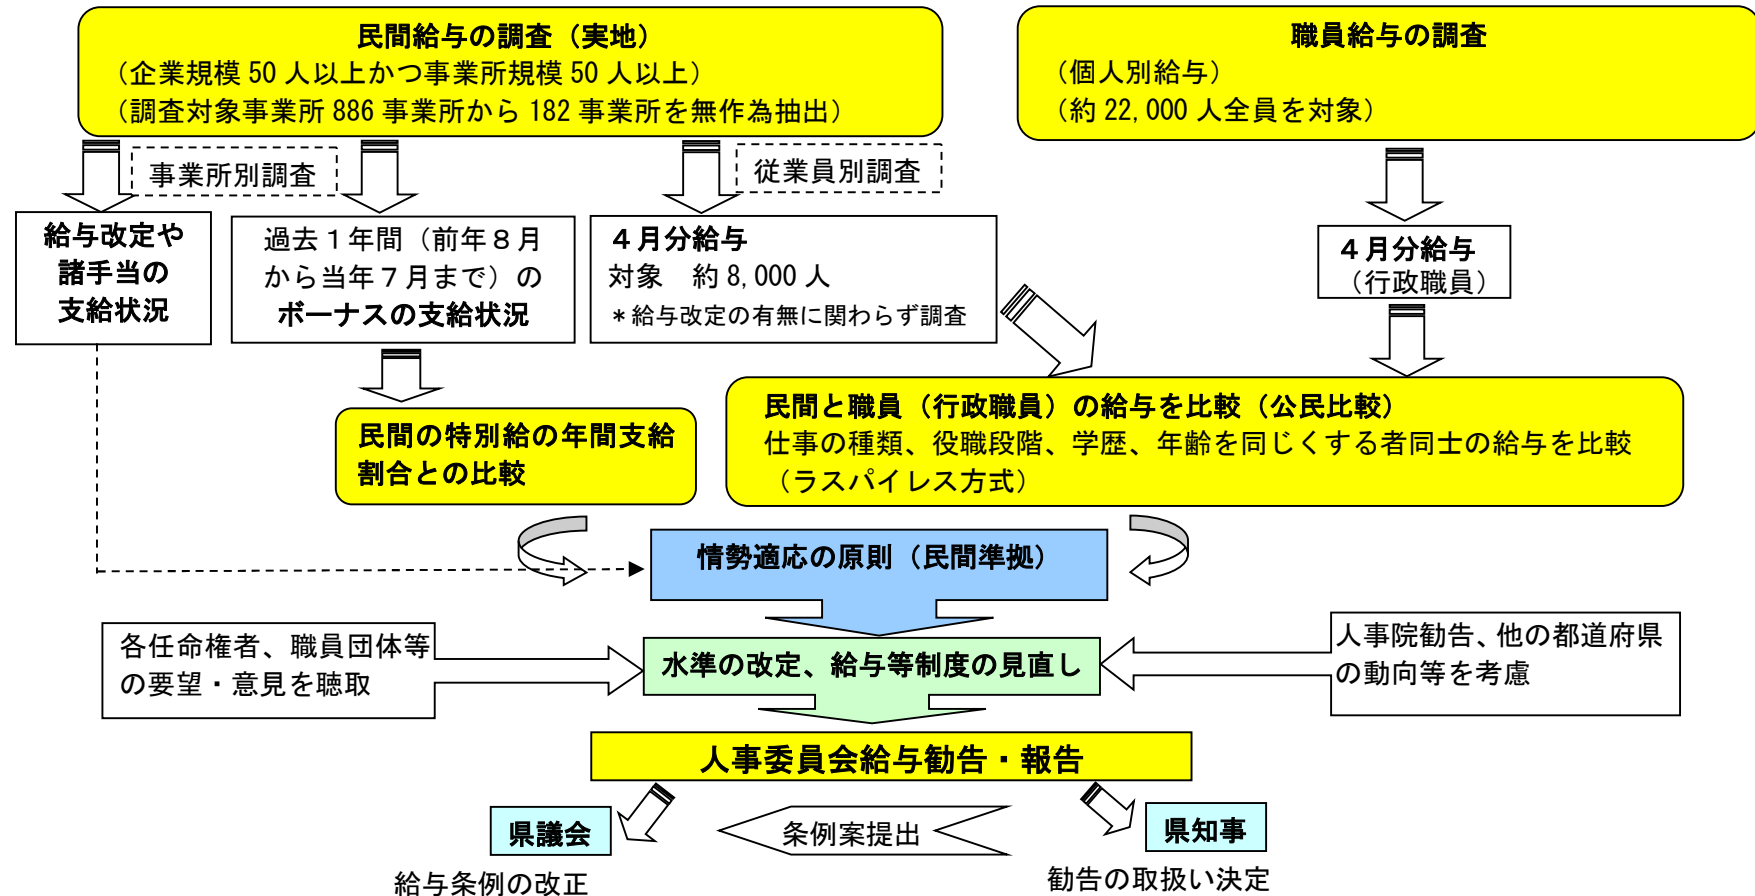 民間給与の調査（実地）
（企業規模 50 人以上かつ事業所規模 50 人以上）
（調査対象事業所 886 事業所から 182 事業所を無作為抽出）
職員給与の調査
（個人別給与）
（約 22,000 人全員を対象）
事業所別調査
従業員別調査
給与改定や
諸手当の
支給状況
過去１年間（前年８月
から当年７月まで）の
ボーナスの支給状況
４月分給与
対象　約 8,000 人
＊給与改定の有無に関わらず調査
４月分給与
（行政職員）
民間の特別給の年間支給
割合との比較
民間と職員（行政職員）の給与を比較（公民比較）
仕事の種類、役職段階、学歴、年齢を同じくする者同士の給与を比較
（ラスパイレス方式）
情勢適応の原則（民間準拠）
各任命権者、職員団体等
の要望・意見を聴取
水準の改定、給与等制度の見直し
人事院勧告、他の都道府県
の動向等を考慮
人事委員会給与勧告・報告
県議会
条例案提出
県知事
給与条例の改正
勧告の取扱い決定